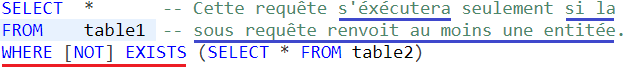 SELECT * -- Cette requête s'éxécutera seulement si la
FROM table1 -- sous requête renvoit au moins une entitée.
WHERE [NOT] EXISTS (SELECT * FROM table2)